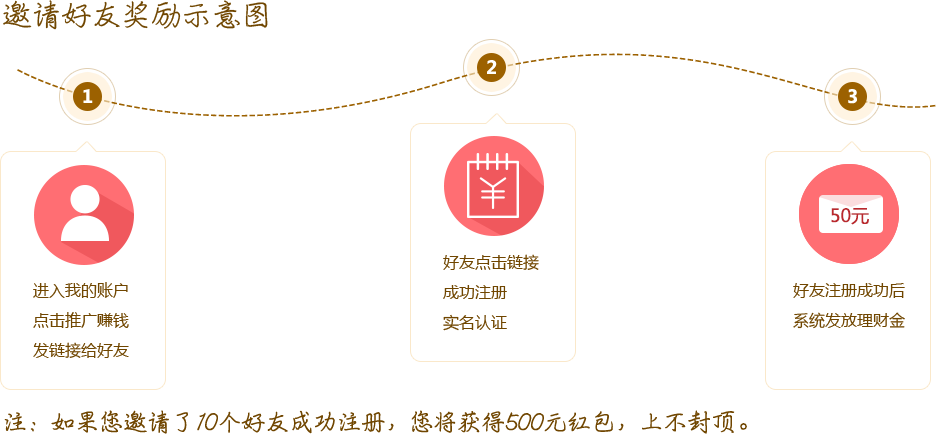 邀请好友奖励示意图
1
2
3
¥
50元
进入我的账户
点击推广赚钱
发链接给好友
好友点击链接
成功注册
实名认证
好友注册成功后
系统发放理财金
注：如果您邀请了10个好友成功注册，您将获得500元红包，上不封顶。